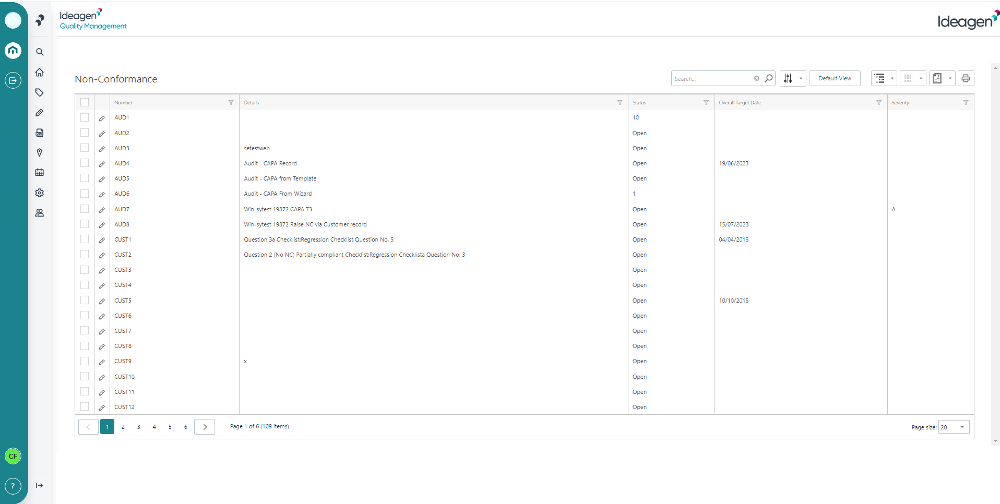 Ideagen
Quality Management
Ideagen
Non-Conformance
Search...
Default View
Number Details Status Overall Target Date Severity
AUD1 10
AUD2 Open
AUD3 setestweb Open
AUD4 Audit - CAPA Record Open 19/06/2023
AUD5 Audit - CAPA from Template Open
AUD6 Audit - CAPA From Wizard 1
AUD7 Win-sytest 19872 CAPA T3 Open A
AUD8 Win-sytest 19872 Raise NC via Customer record Open 15/07/2023
CUST1 Question 3a Checklist:Regression Checklist Question No. 5 Open 04/04/2015
CUST2 Question 2 (No NC) Partially compliant Checklist:Regression Checklista Question No. 3 Open
CUST3 Open
CUST4 Open
CUST5 Open 10/10/2015
CUST6 Open
CUST7 Open
CUST8 Open
CUST9 x Open
CUST10 Open
CUST11 Open
CUST12 Open
1 2 3 4 5 6 Page 1 of 6 (109 items) Page size: 20
CF
?